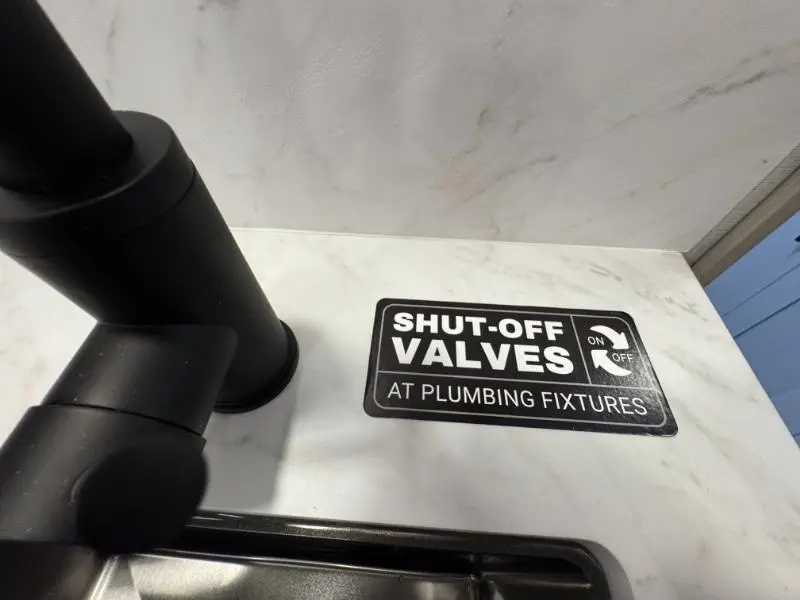 SHUT-OFF
VALVES
ON
OFF
AT PLUMBING FIXTURES